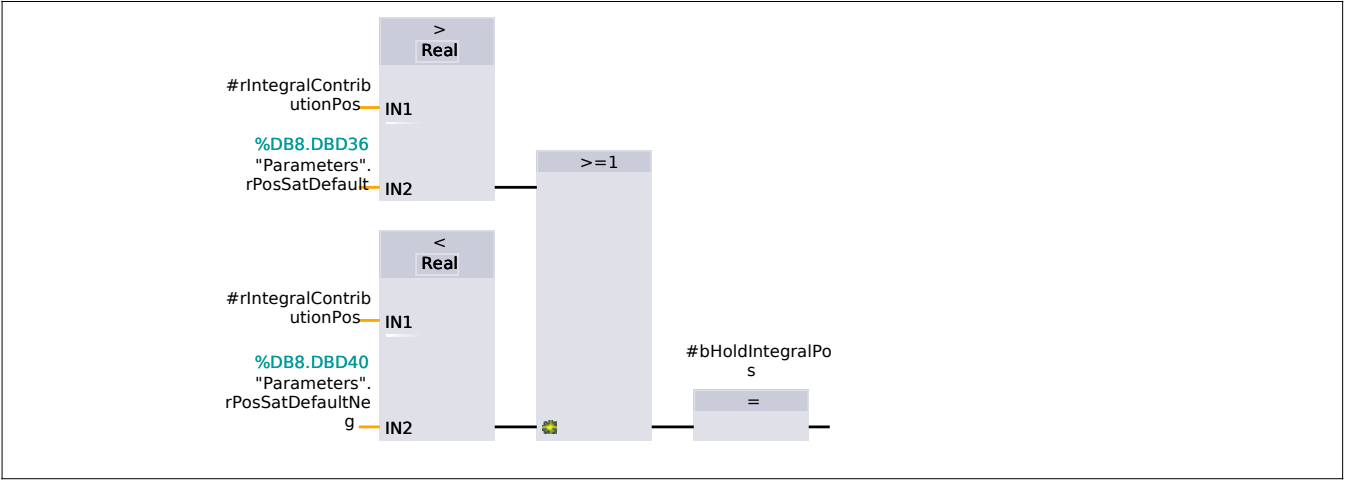 >
Real
#rIntegralContrib
utionPos
IN1
%DB8.DBD36
"Parameters".
rPosSatDefault
IN2
>=1
<
Real
#rIntegralContrib
utionPos
IN1
%DB8.DBD40
"Parameters".
rPosSatDefaultNe
g
IN2
#bHoldIntegralPo
s
=